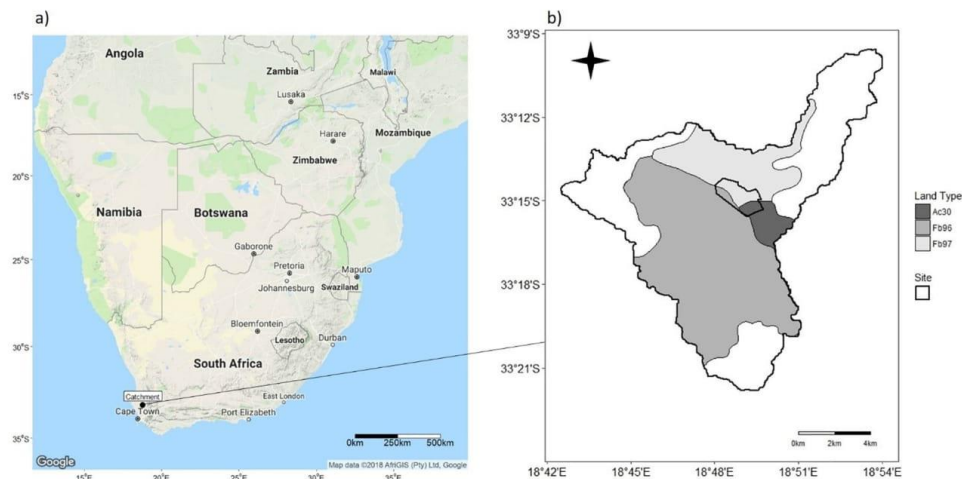 a)
Angola
Zambia
Malawi
Lusaka
15°S
Mozambique
Harare
Zimbabwe
20°S
Namibia
Botswana
Gaborone
25°S
Pretoria
Maputo
Johannesburg
Swaziland
Bloemfontein
Lesotho
Durban
30°S
South Africa
Catchment
East London
Cape Town
Port Elizabeth
35°S
0km 250km 500km
Google
Map data ©2018 AfriGIS (Pty) Ltd, Google
15°E 20°E 25°E 30°E 35°E
b)
33°9'S
33°12'S
33°15'S
33°18'S
33°21'S
Land Type
Ac30
Fb96
Fb97
Site
0km 2km 4km
18°42'E 18°45'E 18°48'E 18°51'E 18°54'E